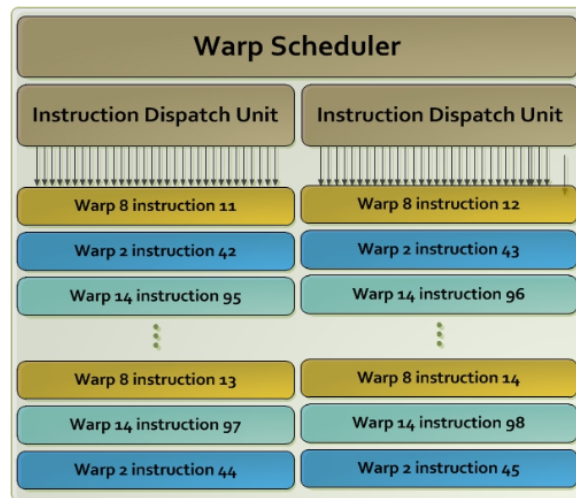 Warp Scheduler
Instruction Dispatch Unit
Instruction Dispatch Unit
Warp 8 instruction 11
Warp 8 instruction 12
Warp 2 instruction 42
Warp 2 instruction 43
Warp 14 instruction 95
Warp 14 instruction 96
Warp 8 instruction 13
Warp 8 instruction 14
Warp 14 instruction 97
Warp 14 instruction 98
Warp 2 instruction 44
Warp 2 instruction 45